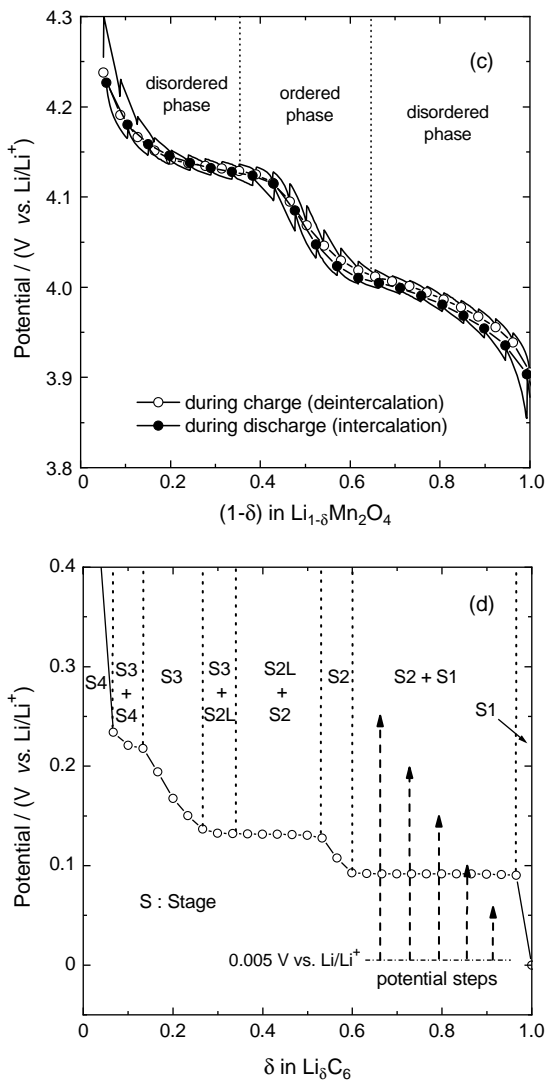 (c)
disordered
phase
ordered
phase
disordered
phase
4.3
4.2
4.1
4.0
3.9
3.8
Potential / (V vs. Li/Li⁺)
during charge (deintercalation)
during discharge (intercalation)
0.0 0.2 0.4 0.6 0.8 1.0
(1-δ) in Li₁₋δMn₂O₄
(d)
0.4
0.3
0.2
0.1
0
Potential / (V vs. Li/Li⁺)
S4
S3
+
S4
S3
S3
+
S2L
S2L
+
S2
S2
S2 + S1
S1
S : Stage
0.005 V vs. Li/Li⁺
potential steps
0 0.2 0.4 0.6 0.8 1.0
δ in LiδC₆